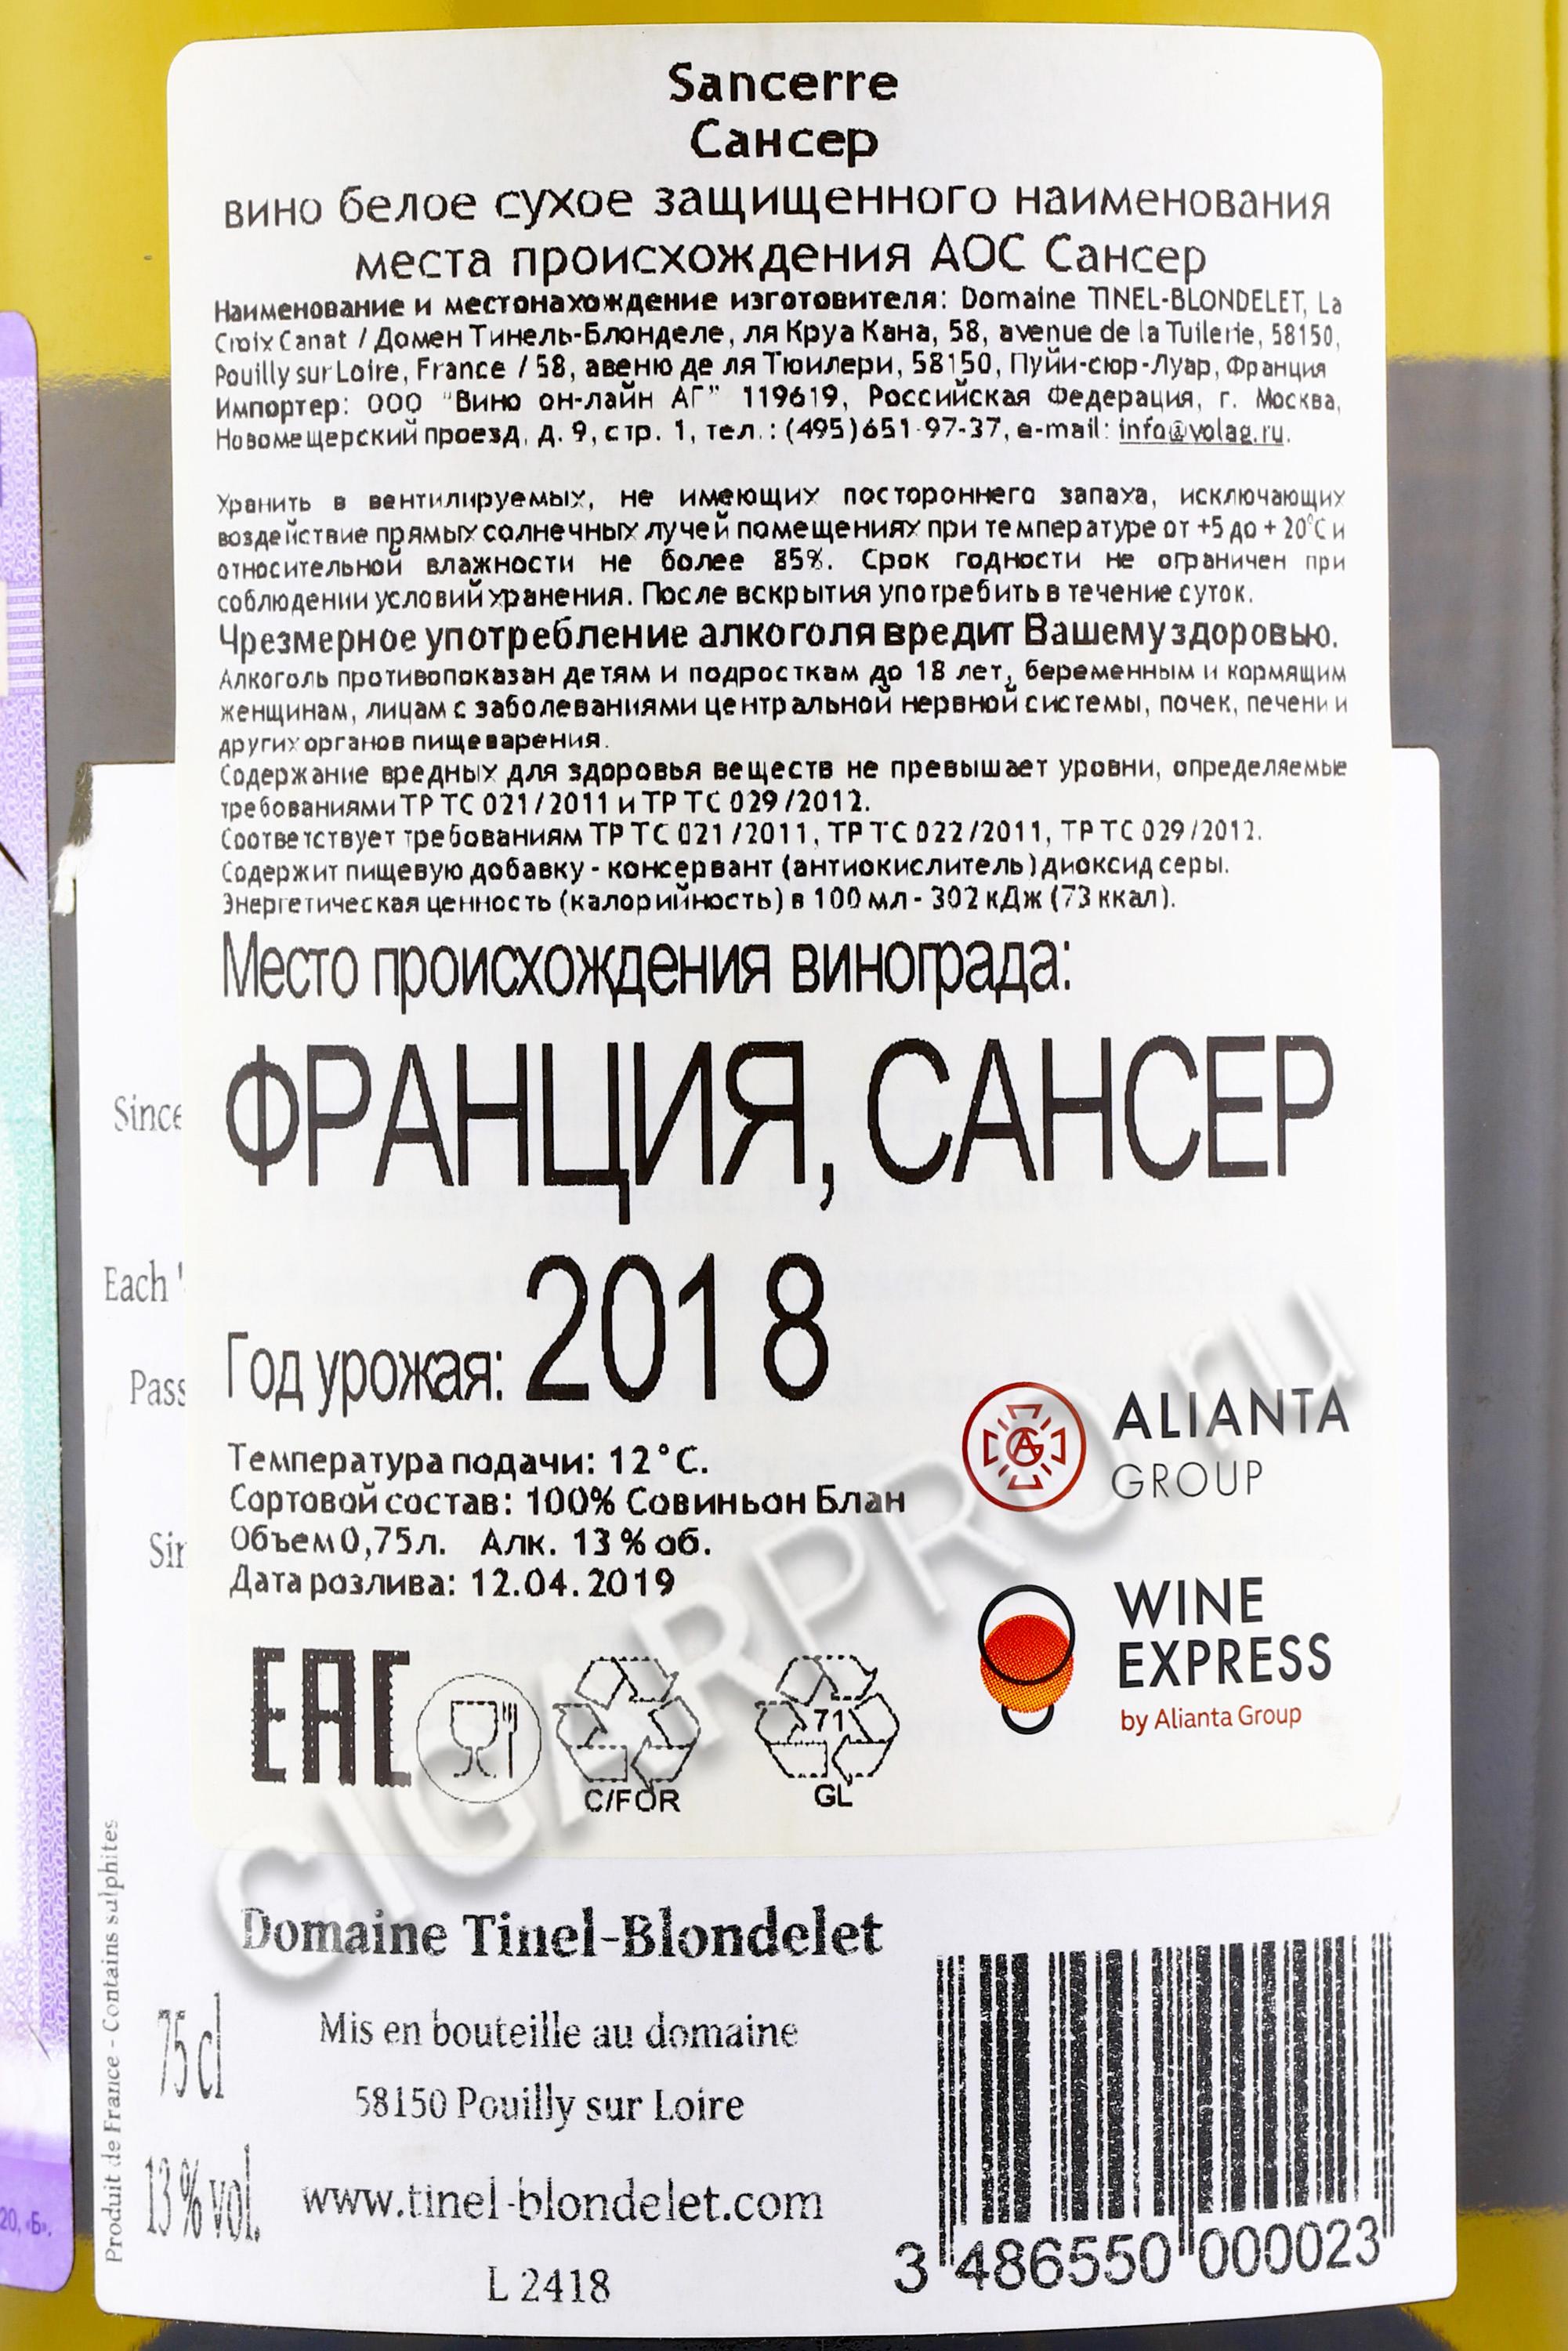 Sancerre
Сансер
вино белое сухое защищенного наименования
места происхождения АОС Сансер
Наименование и местонахождение изготовителя: Domaine TINEL-BLONDELET, La
Croix Canat / Домен Тинель-Блонделе, ля Круа Кана, 58, avenue de la Tuilerie, 58150,
Pouilly sur Loire, France / 58, авеню де ля Тюилери, 58150, Пуйи-сюр-Луар, Франция
Импортер: ООО "Вино он-лайн АГ" 119619, Российская Федерация, г. Москва,
Новомещерский проезд, д. 9, стр. 1, тел.: (495)651-97-37, e-mail: info@volag.ru.
Хранить в вентилируемых, не имеющих постороннего запаха, исключающих
воздействие прямых солнечных лучей помещениях при температуре от +5 до + 20°С и
относительной влажности не более 85%. Срок годности не ограничен при
соблюдении условий хранения. После вскрытия употребить в течение суток.
Чрезмерное употребление алкоголя вредит Вашему здоровью.
Алкоголь противопоказан детям и подросткам до 18 лет, беременным и кормящим
женщинам, лицам с заболеваниями центральной нервной системы, почек, печени и
других органов пищеварения.
Содержание вредных для здоровья веществ не превышает уровни, определяемые
требованиями ТР ТС 021/2011 и ТР ТС 029/2012.
Соответствует требованиям ТР ТС 021/2011, ТР ТС 022/2011, ТР ТС 029/2012.
Содержит пищевую добавку - консервант (антиокислитель) диоксид серы.
Энергетическая ценность (калорийность) в 100 мл - 302 кДж (73 ккал).
Место происхождения винограда:
ФРАНЦИЯ, САНСЕР
Год урожая: 2018
Температура подачи: 12°С.
Сортовой состав: 100% Совиньон Блан
Объем 0,75л. Алк. 13 % об.
Дата розлива: 12.04.2019
ALIANTA
GROUP
WINE
EXPRESS
by Alianta Group
EAC
C/FOR
71
GL
Since
Each
Pass
Sin
CIGARPRO.ru
Domaine Tinel-Blondelet
Mis en bouteille au domaine
58150 Pouilly sur Loire
www.tinel-blondelet.com
L 2418
75 cl
13% vol.
Produit de France - Contains sulphites
3 486550 000023
20, «Б».